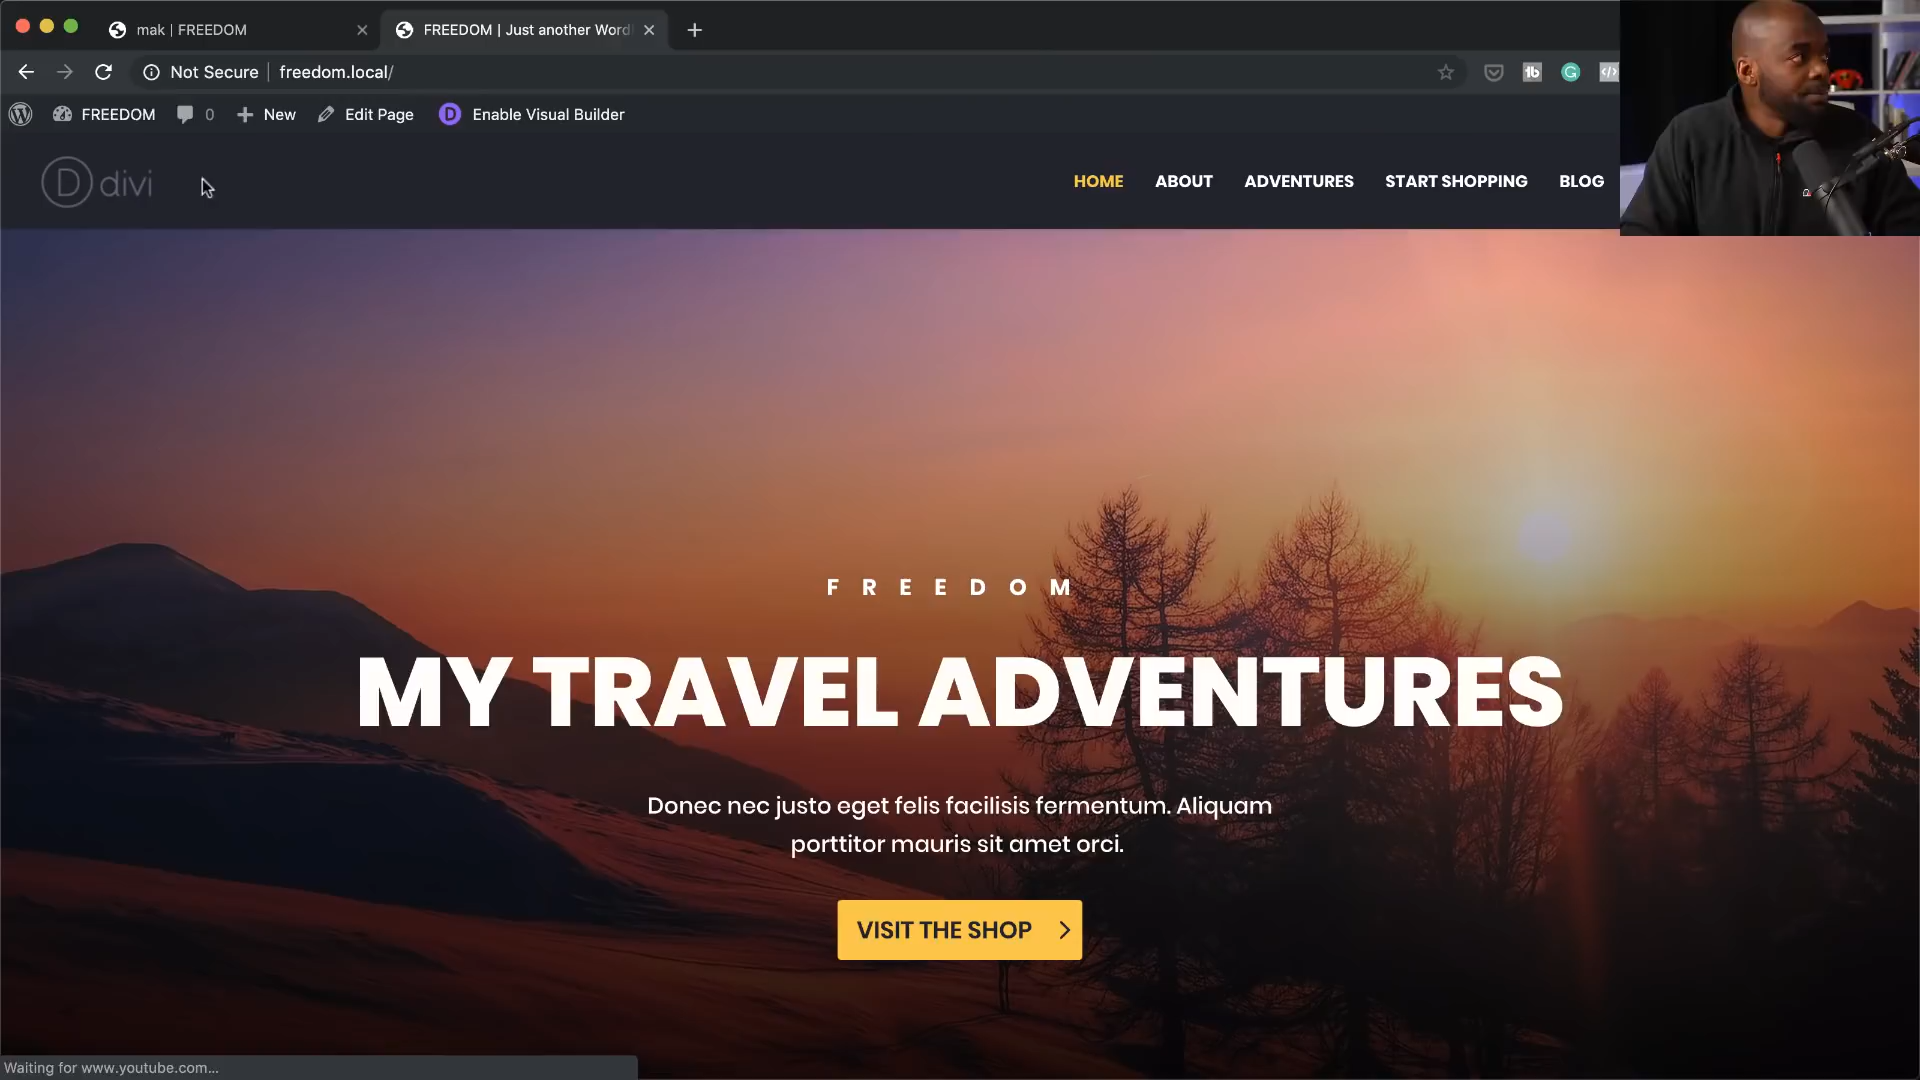 mak | FREEDOM
FREEDOM | Just another Word
Not Secure
freedom.local/
FREEDOM
0
New
Edit Page
D
Enable Visual Builder
D divi
HOME
ABOUT
ADVENTURES
START SHOPPING
BLOG
FREEDOM
MY TRAVEL ADVENTURES
Donec nec justo eget felis facilisis fermentum. Aliquam
porttitor mauris sit amet orci.
VISIT THE SHOP
Waiting for www.youtube.com...